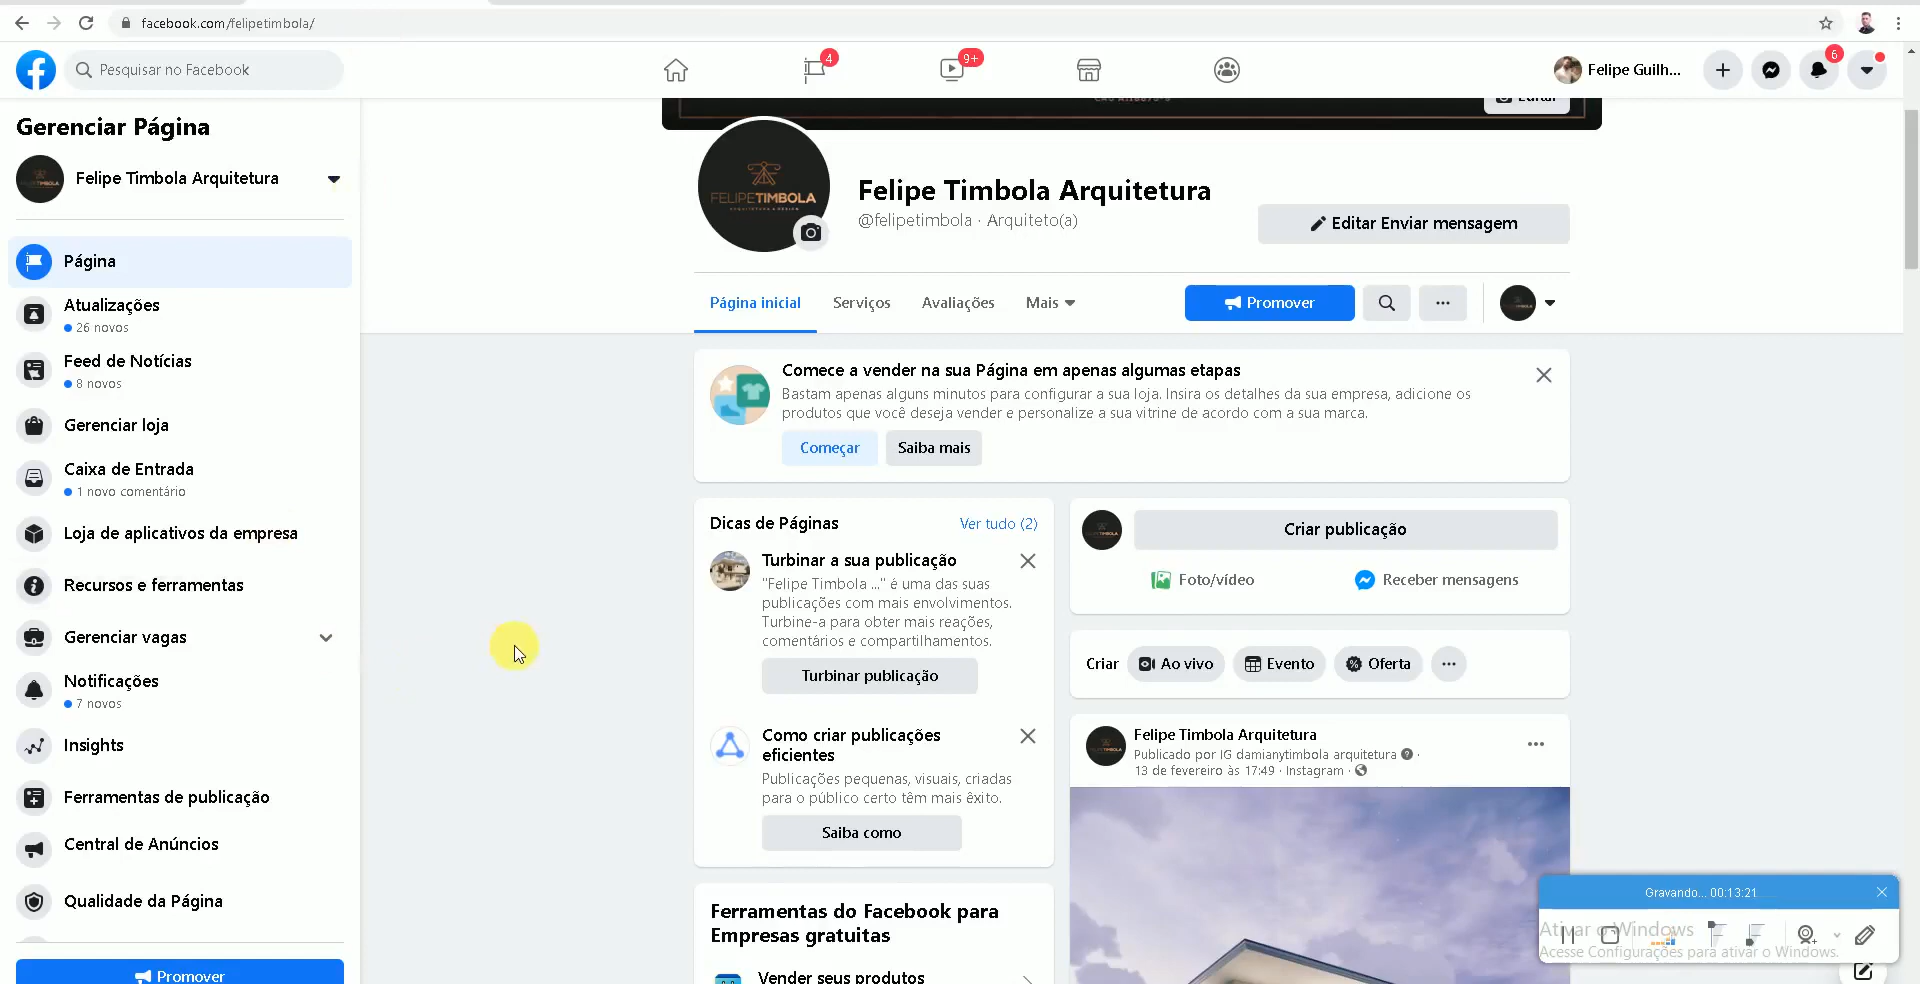 facebook.com/felipetimbola/
Pesquisar no Facebook
4
9+
Felipe Guilh...
6
Gerenciar Página
Felipe Timbola Arquitetura
Página
Atualizações
26 novos
Feed de Notícias
8 novos
Gerenciar loja
Caixa de Entrada
1 novo comentário
Loja de aplicativos da empresa
Recursos e ferramentas
Gerenciar vagas
Notificações
7 novos
Insights
Ferramentas de publicação
Central de Anúncios
Qualidade da Página
Promover
Editar
FELIPETIMBOLA
Felipe Timbola Arquitetura
@felipetimbola · Arquiteto(a)
Editar Enviar mensagem
Página inicial
Serviços
Avaliações
Mais
Promover
Comece a vender na sua Página em apenas algumas etapas
Bastam apenas alguns minutos para configurar a sua loja. Insira os detalhes da sua empresa, adicione os
produtos que você deseja vender e personalize a sua vitrine de acordo com a sua marca.
Começar
Saiba mais
Dicas de Páginas
Ver tudo (2)
Turbinar a sua publicação
"Felipe Timbola ..." é uma das suas
publicações com mais envolvimentos.
Turbine-a para obter mais reações,
comentários e compartilhamentos.
Turbinar publicação
Como criar publicações
eficientes
Publicações pequenas, visuais, criadas
para o público certo têm mais êxito.
Saiba como
Ferramentas do Facebook para
Empresas gratuitas
Vender seus produtos
Criar publicação
Foto/vídeo
Receber mensagens
Criar
Ao vivo
Evento
Oferta
Felipe Timbola Arquitetura
Publicado por IG damianytimbola arquitetura ·
13 de fevereiro às 17:49 · Instagram ·
Gravando... 00:13:21
Ativar o Windows
Acesse Configurações para ativar o Windows.